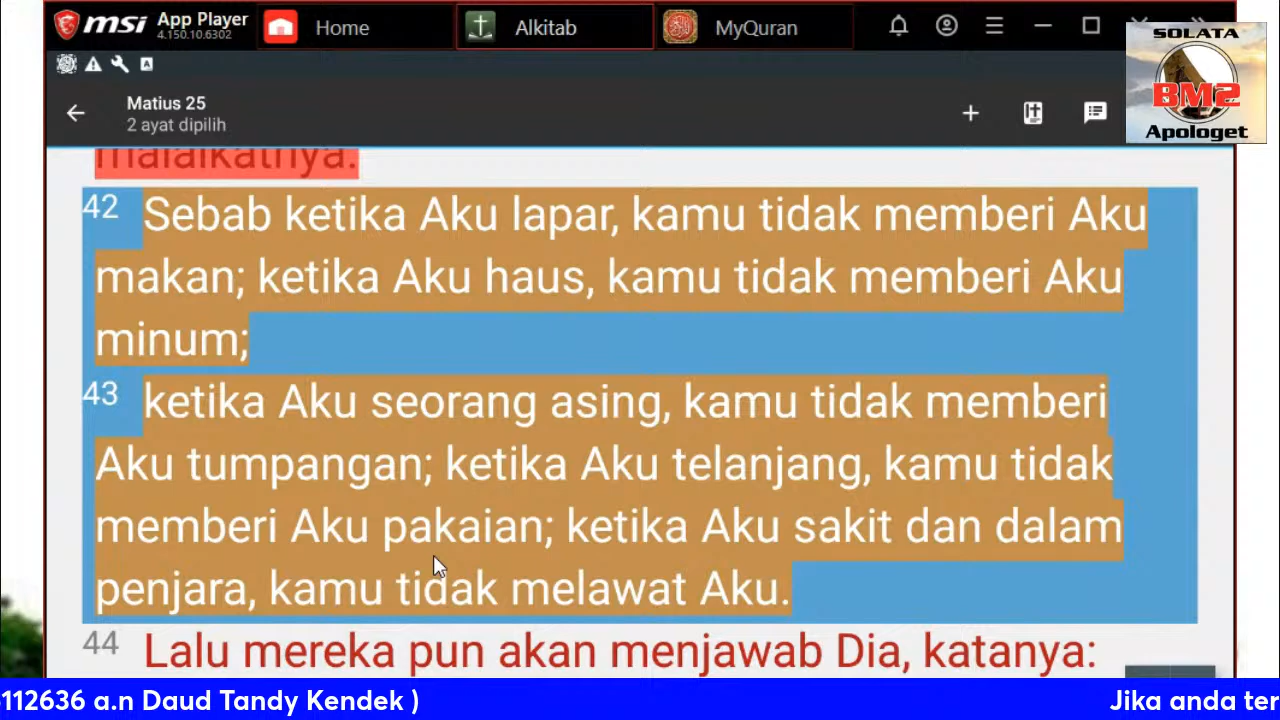 msi App Player
4.150.10.6302
Home
Alkitab
MyQuran
SOLATA
BM2
Apologet
Matius 25
2 ayat dipilih
malaikatnya.
42 Sebab ketika Aku lapar, kamu tidak memberi Aku
makan; ketika Aku haus, kamu tidak memberi Aku
minum;
43 ketika Aku seorang asing, kamu tidak memberi
Aku tumpangan; ketika Aku telanjang, kamu tidak
memberi Aku pakaian; ketika Aku sakit dan dalam
penjara, kamu tidak melawat Aku.
44 Lalu mereka pun akan menjawab Dia, katanya:
112636 a.n Daud Tandy Kendek ) Jika anda ter